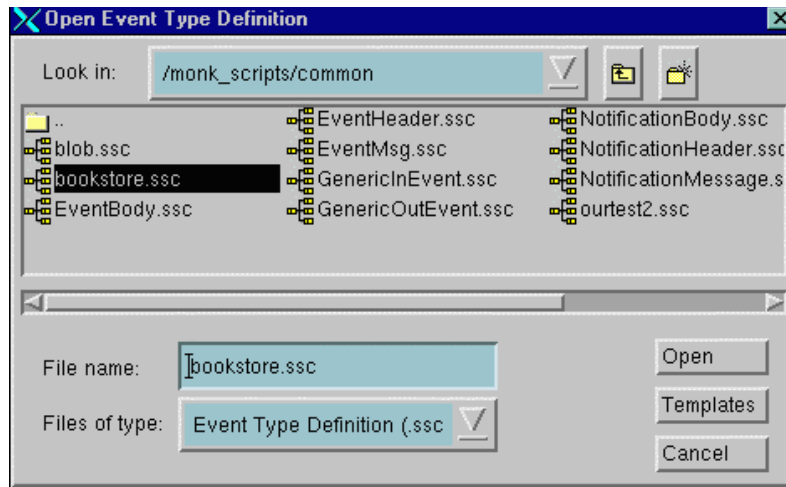 Open Event Type Definition
Look in: /monk_scripts/common
.. EventHeader.ssc NotificationBody.ssc
blob.ssc EventMsg.ssc NotificationHeader.ssc
bookstore.ssc GenericInEvent.ssc NotificationMessage.s
EventBody.ssc GenericOutEvent.ssc ourtest2.ssc
File name: bookstore.ssc
Open
Files of type: Event Type Definition (.ssc
Templates
Cancel